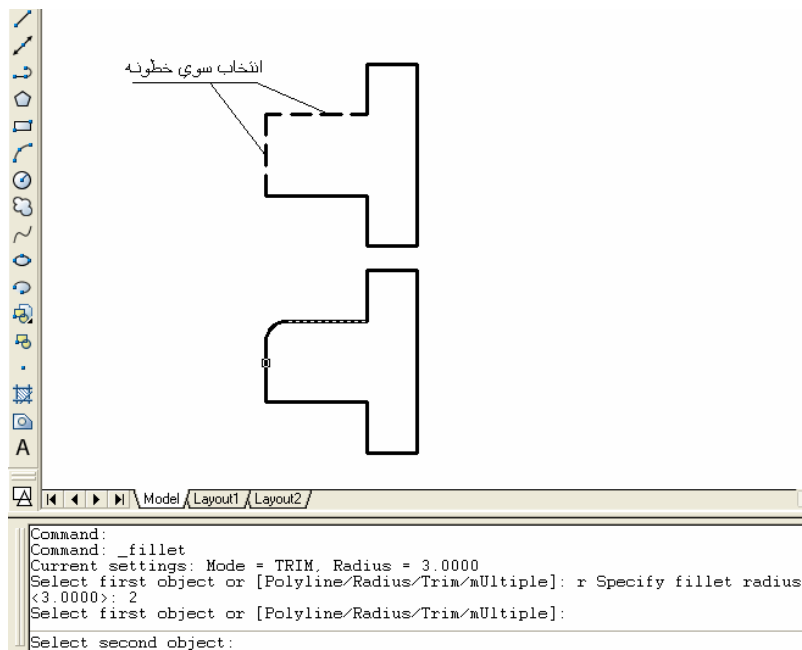 انتخاب سوي خطونه
A
Model Layout1 Layout2
Command:
Command: _fillet
Current settings: Mode = TRIM, Radius = 3.0000
Select first object or [Polyline/Radius/Trim/mUltiple]: r Specify fillet radius
<3.0000>: 2
Select first object or [Polyline/Radius/Trim/mUltiple]:
Select second object: